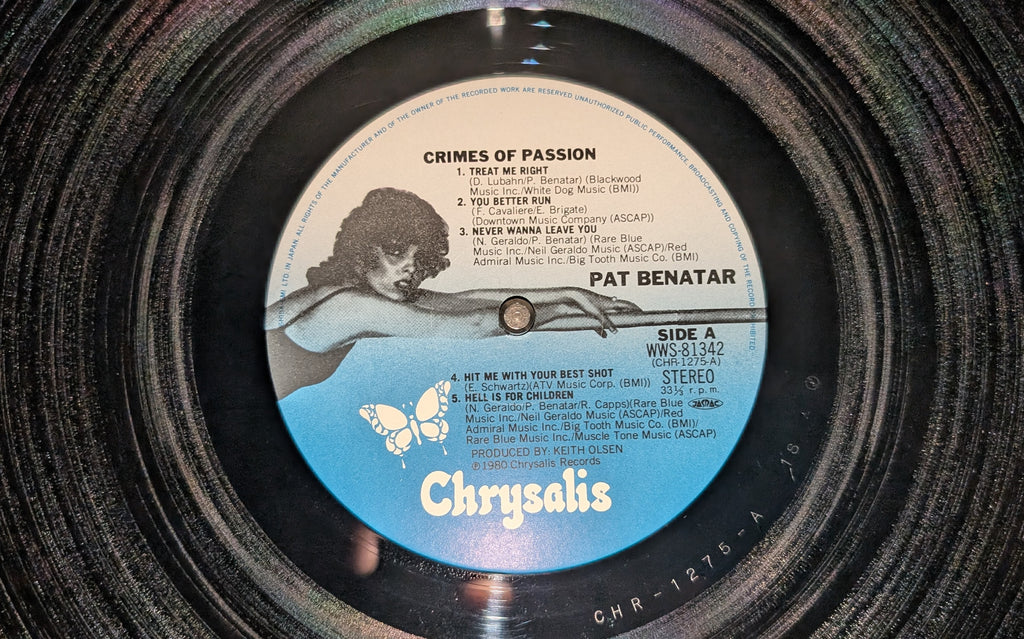 LTD. IN JAPAN. ALL RIGHTS OF THE MANUFACTURER AND OF THE OWNER OF THE RECORDED WORK ARE RESERVED. UNAUTHORIZED PUBLIC PERFORMANCE, BROADCASTING AND COPYING OF THE RECORD PROHIBITED.
CRIMES OF PASSION
1. TREAT ME RIGHT
(D. Lubahn/P. Benatar) (Blackwood
Music Inc./White Dog Music (BMI))
2. YOU BETTER RUN
(F. Cavaliere/E. Brigate)
(Downtown Music Company (ASCAP))
3. NEVER WANNA LEAVE YOU
(N. Geraldo/P. Benatar) (Rare Blue
Music Inc./Neil Geraldo Music (ASCAP)/Red
Admiral Music Inc./Big Tooth Music Co. (BMI)
PAT BENATAR
SIDE A
WWS-81342
(CHR-1275-A)
STEREO
33⅓ r.p.m.
JASRAC
4. HIT ME WITH YOUR BEST SHOT
(E. Schwartz)(ATV Music Corp. (BMI))
5. HELL IS FOR CHILDREN
(N. Geraldo/P. Benatar/R. Capps)(Rare Blue
Music Inc./Neil Geraldo Music (ASCAP)/Red
Admiral Music Inc./Big Tooth Music Co. (BMI)/
Rare Blue Music Inc./Muscle Tone Music (ASCAP)
PRODUCED BY: KEITH OLSEN
℗1980 Chrysalis Records
Chrysalis
CHR-1275-A